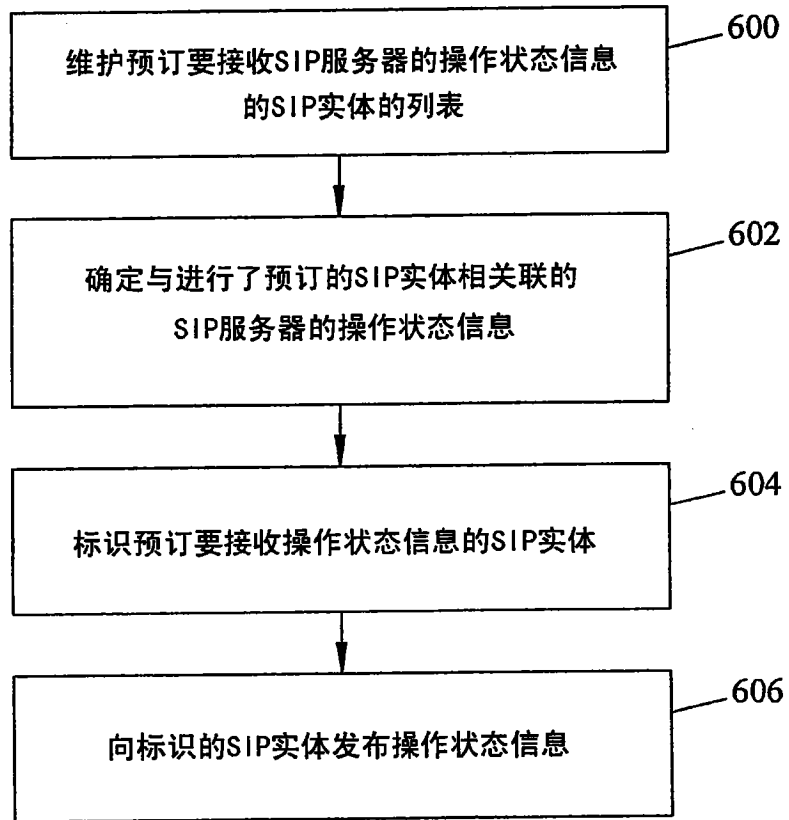 600
维护预订要接收SIP服务器的操作状态信息
的SIP实体的列表
602
确定与进行了预订的SIP实体相关联的
SIP服务器的操作状态信息
604
标识预订要接收操作状态信息的SIP实体
606
向标识的SIP实体发布操作状态信息